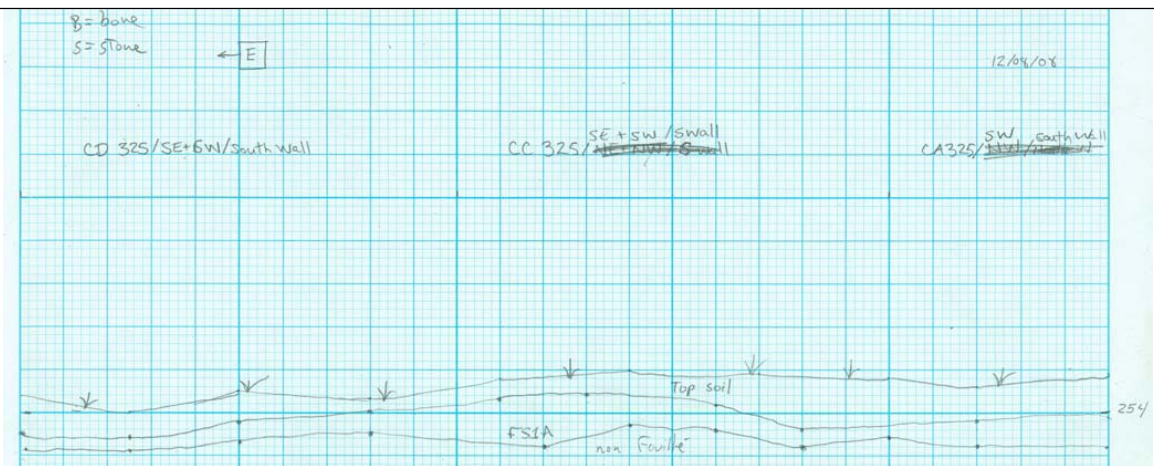 B = bone
S = Stone
← E
12/08/08
CD 325/SE+SW/South Wall
SE + SW / Swall
CC 325/
SW / South Wall
CA325/
Top soil
254
FS1A
non Fouillé